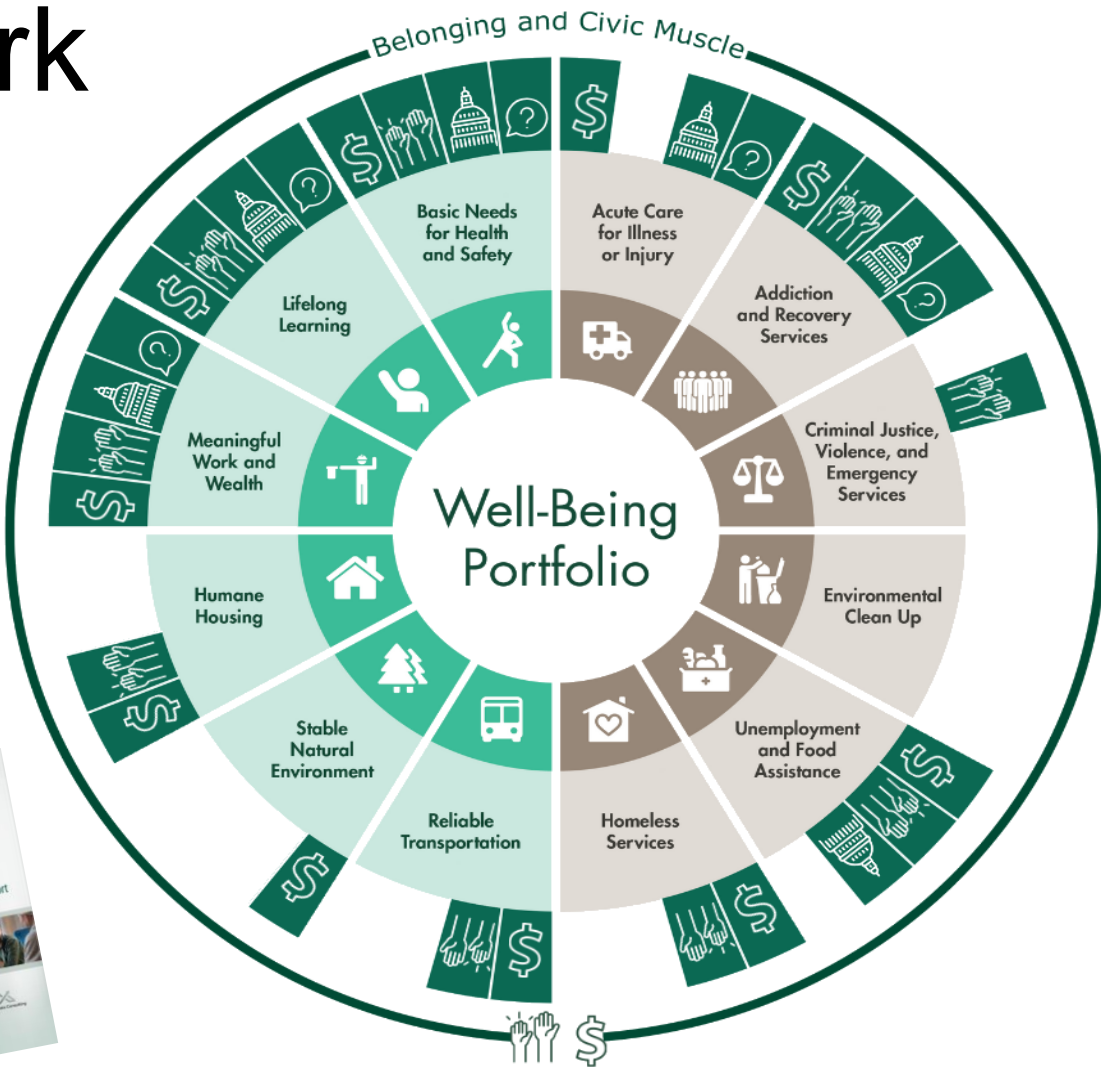 rk
Belonging and Civic Muscle
Basic Needs
for Health
and Safety
Acute Care
for Illness
or Injury
Addiction
and Recovery
Services
Criminal Justice,
Violence, and
Emergency
Services
Environmental
Clean Up
Unemployment
and Food
Assistance
Homeless
Services
Reliable
Transportation
Stable
Natural
Environment
Humane
Housing
Meaningful
Work and
Wealth
Lifelong
Learning
Well-Being
Portfolio